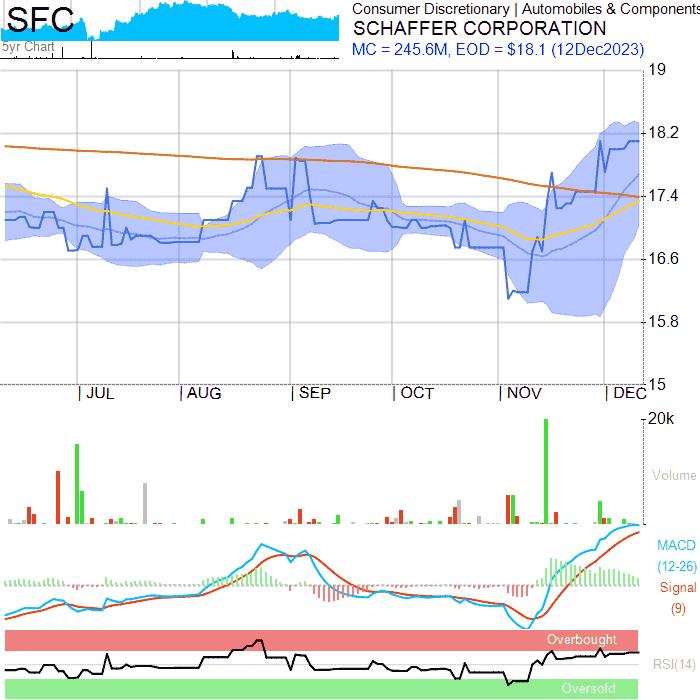 SFC
Consumer Discretionary | Automobiles & Components
SCHAFFER CORPORATION
5yr Chart
MC = 245.6M, EOD = $18.1 (12Dec2023)
19
18.2
17.4
16.6
15.8
15
| JUL
| AUG
| SEP
| OCT
| NOV
| DEC
20k
Volume
MACD
(12-26)
Signal
(9)
Overbought
RSI(14)
Oversold